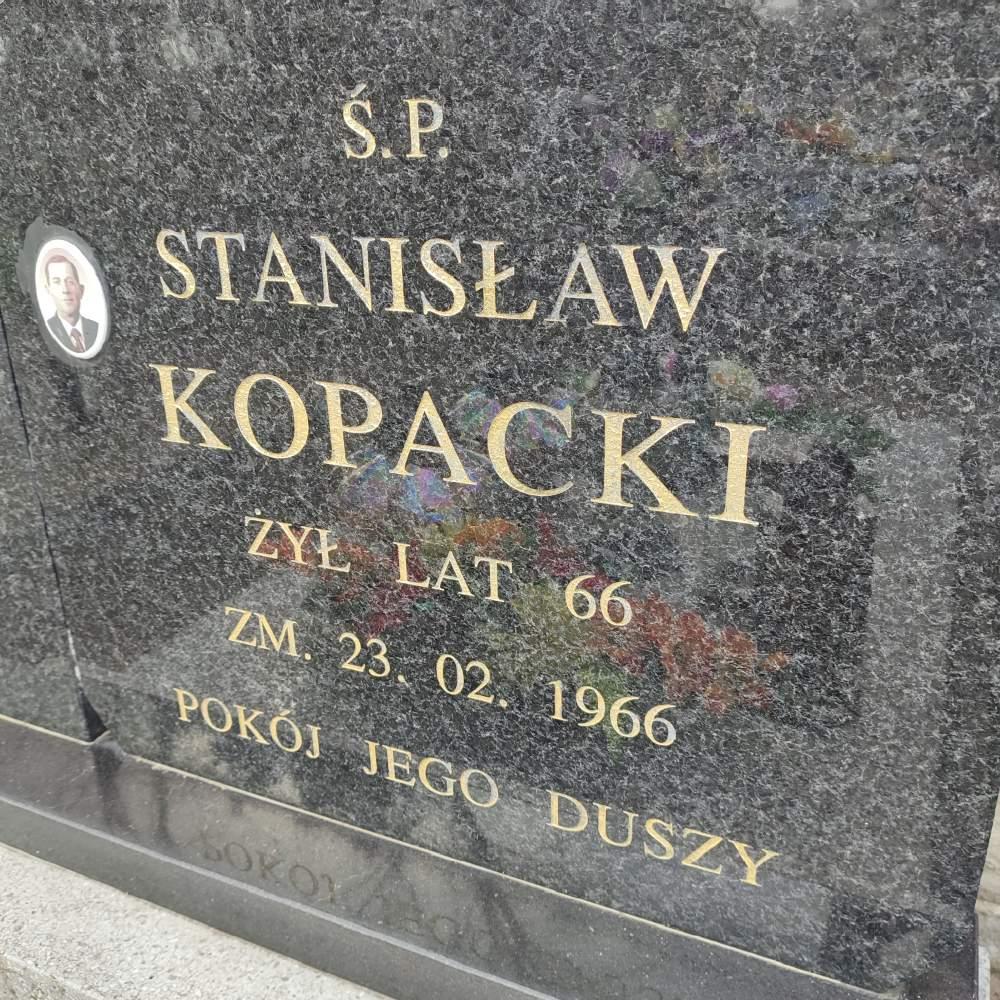 Ś.P.
STANISŁAW
KOPACKI
ŻYŁ LAT 66
ZM. 23. 02. 1966
POKÓJ JEGO DUSZY